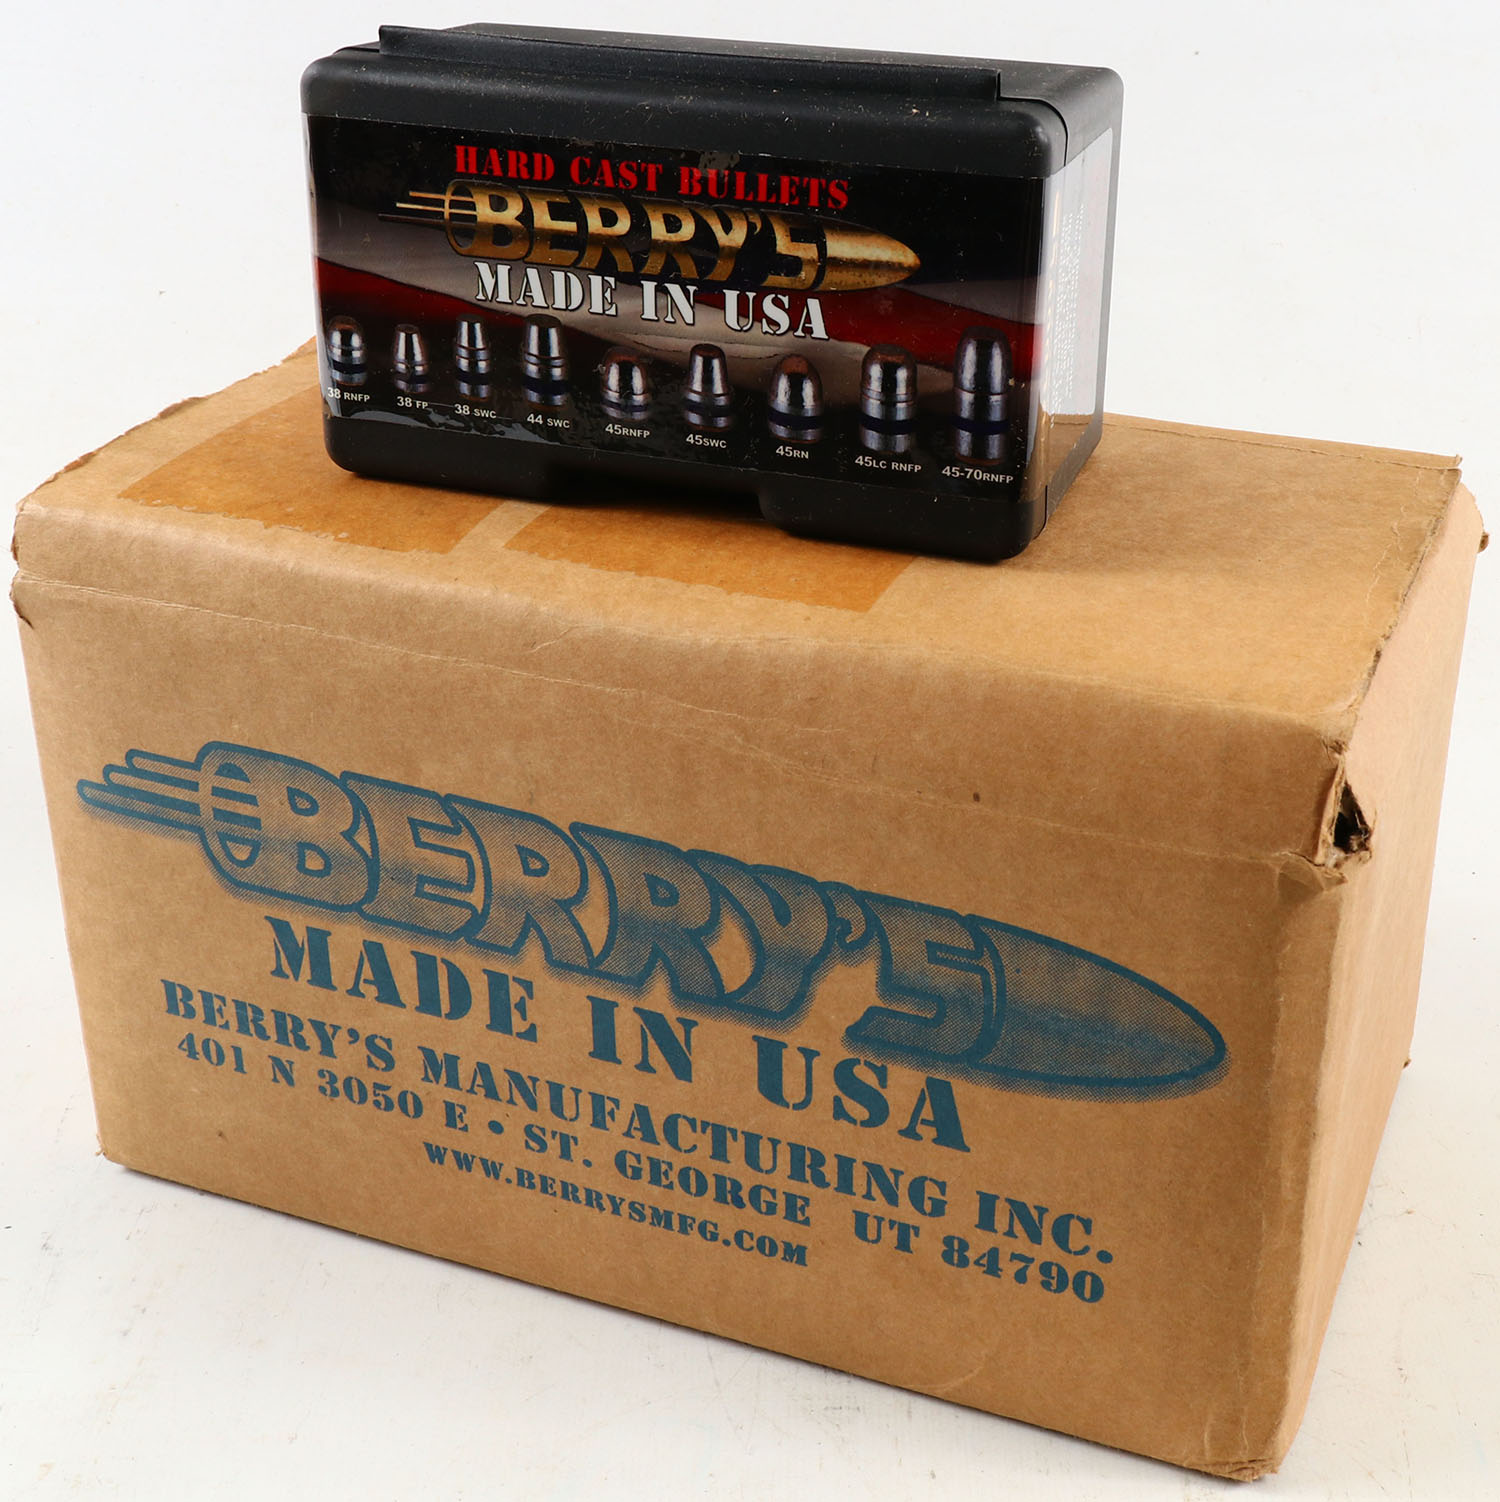 HARD CAST BULLETS
BERRY'S
MADE IN USA
38 RNFP
38 FP
38 SWC
44 SWC
45RNFP
45SWC
45RN
45LC RNFP
45-70RNFP
BERRY'S
MADE IN USA
BERRY'S MANUFACTURING INC.
401 N 3050 E • ST. GEORGE UT 84790
WWW.BERRYSMFG.COM